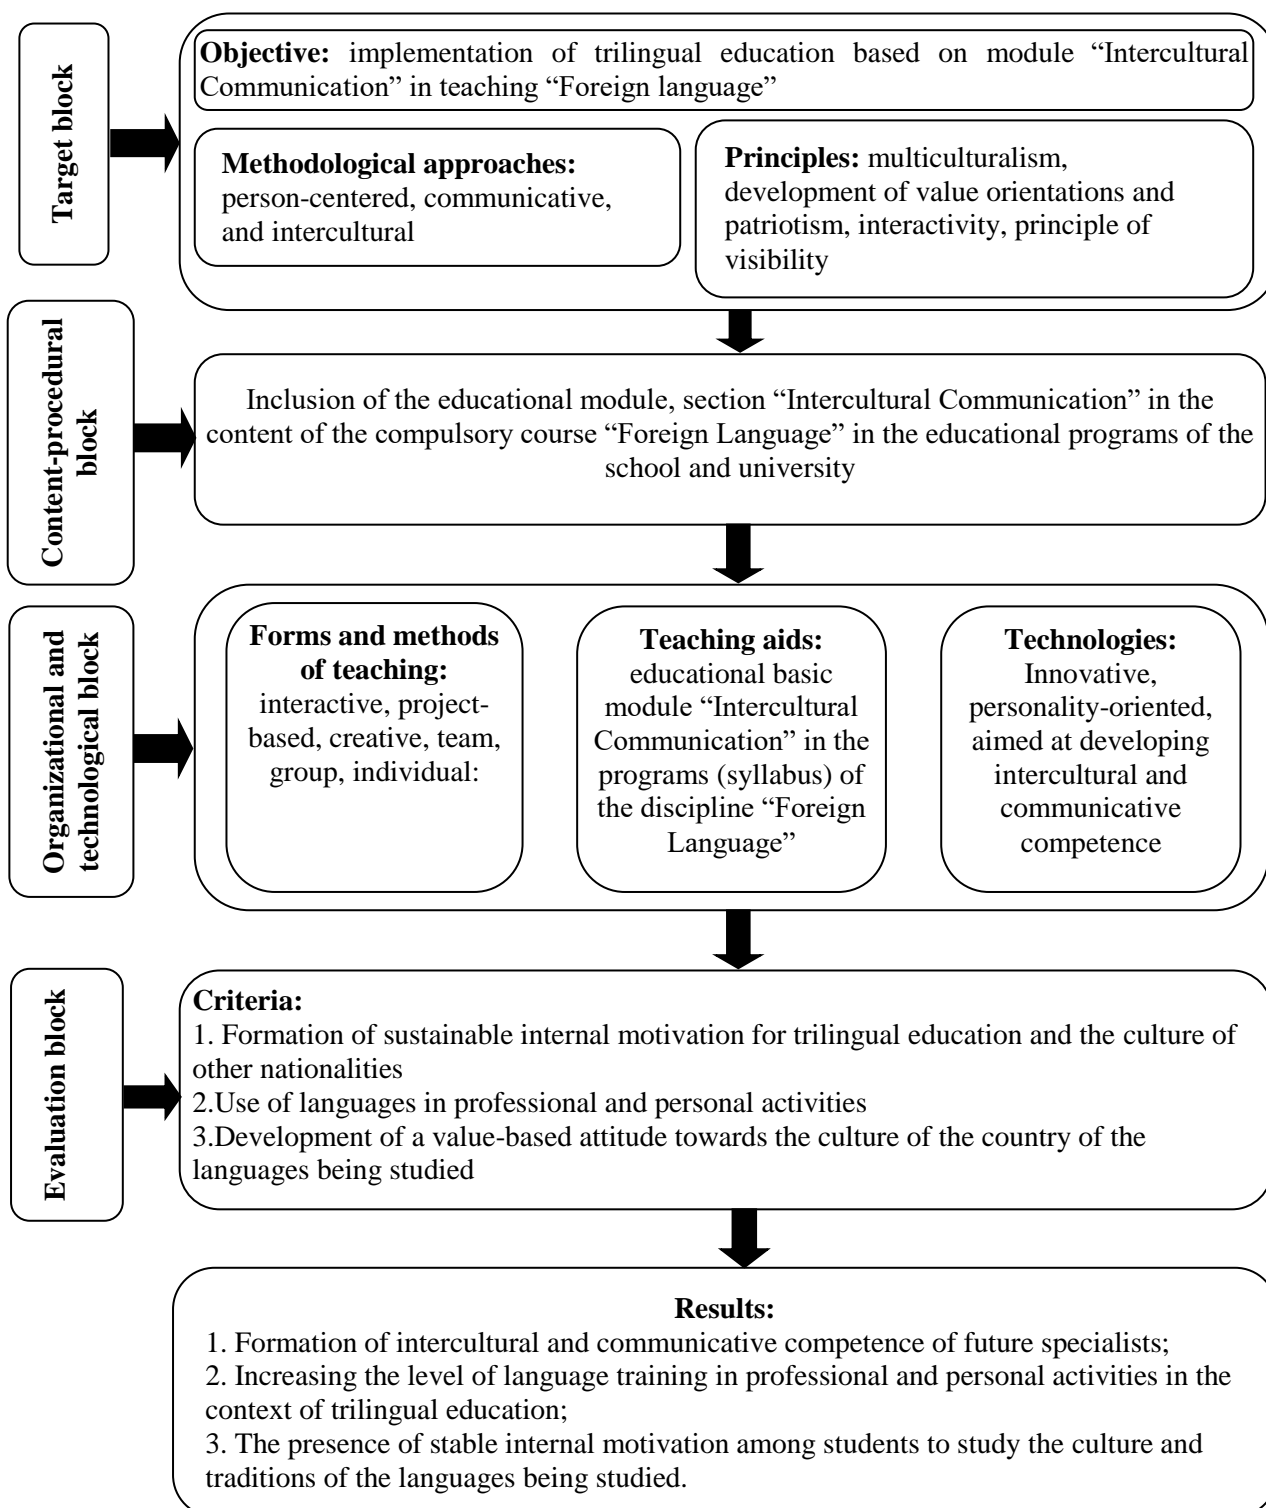 Target block
Objective: implementation of trilingual education based on module “Intercultural
Communication” in teaching “Foreign language”
Methodological approaches:
person-centered, communicative,
and intercultural
Principles: multiculturalism,
development of value orientations and
patriotism, interactivity, principle of
visibility
Content-procedural
block
Inclusion of the educational module, section “Intercultural Communication” in the
content of the compulsory course “Foreign Language” in the educational programs of the
school and university
Organizational and
technological block
Forms and methods
of teaching:
interactive, project-
based, creative, team,
group, individual:
Teaching aids:
educational basic
module “Intercultural
Communication” in the
programs (syllabus) of
the discipline “Foreign
Language”
Technologies:
Innovative,
personality-oriented,
aimed at developing
intercultural and
communicative
competence
Evaluation block
Criteria:
1. Formation of sustainable internal motivation for trilingual education and the culture of
other nationalities
2.Use of languages in professional and personal activities
3.Development of a value-based attitude towards the culture of the country of the
languages being studied
Results:
1. Formation of intercultural and communicative competence of future specialists;
2. Increasing the level of language training in professional and personal activities in the
context of trilingual education;
3. The presence of stable internal motivation among students to study the culture and
traditions of the languages being studied.